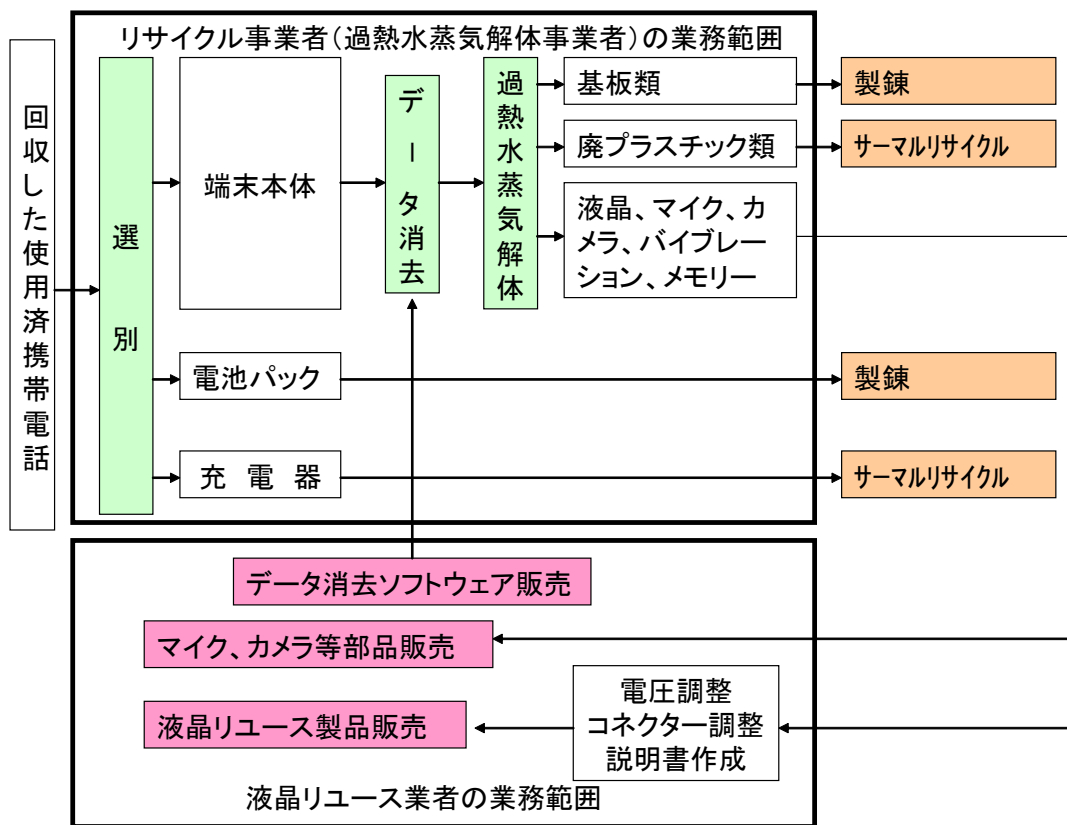 リサイクル事業者(過熱水蒸気解体事業者)の業務範囲
回収した使用済携帯電話
選別
端末本体
データ消去
過熱水蒸気解体
基板類
製錬
廃プラスチック類
サーマルリサイクル
液晶、マイク、カ
メラ、バイブレー
ション、メモリー
電池パック
製錬
充電器
サーマルリサイクル
データ消去ソフトウェア販売
マイク、カメラ等部品販売
液晶リユース製品販売
電圧調整
コネクター調整
説明書作成
液晶リユース業者の業務範囲